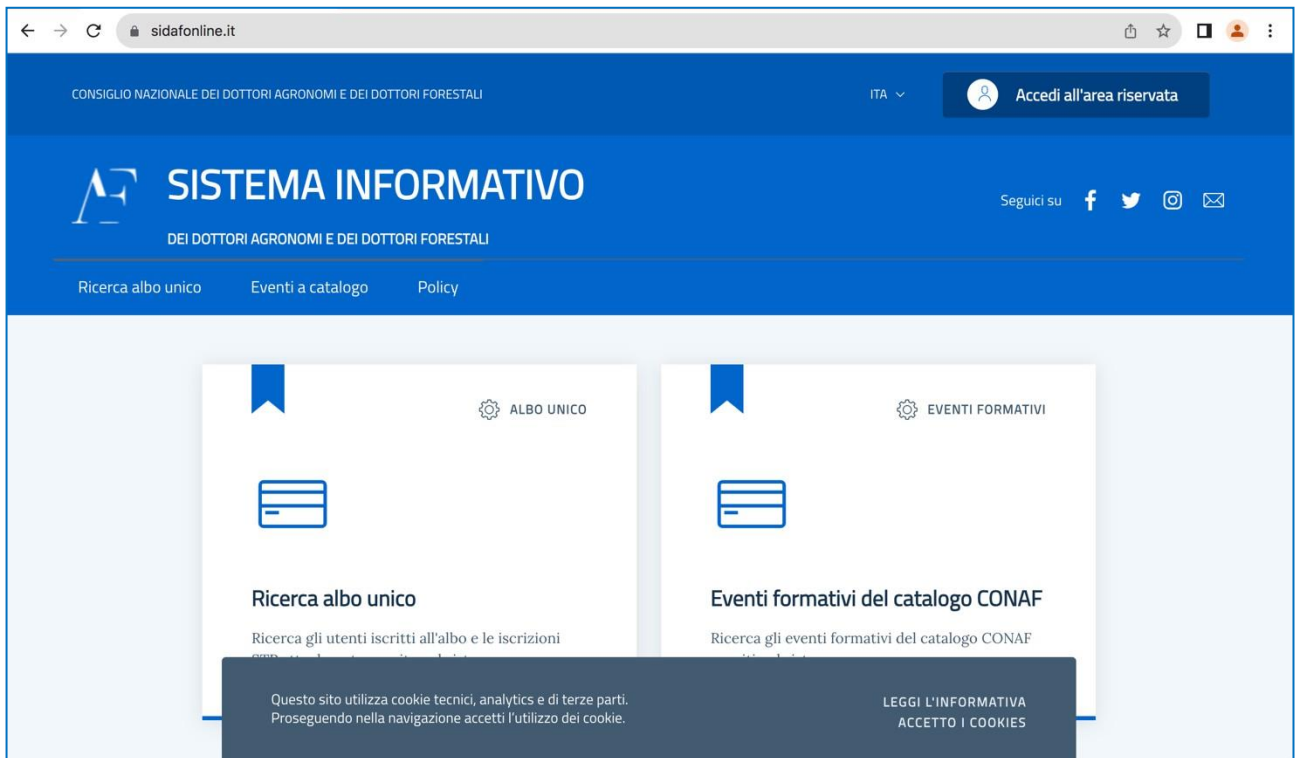 sidafonline.it
CONSIGLIO NAZIONALE DEI DOTTORI AGRONOMI E DEI DOTTORI FORESTALI
ITA
Accedi all'area riservata
SISTEMA INFORMATIVO
DEI DOTTORI AGRONOMI E DEI DOTTORI FORESTALI
Seguici su
Ricerca albo unico
Eventi a catalogo
Policy
ALBO UNICO
Ricerca albo unico
Ricerca gli utenti iscritti all'albo e le iscrizioni
EVENTI FORMATIVI
Eventi formativi del catalogo CONAF
Ricerca gli eventi formativi del catalogo CONAF
Questo sito utilizza cookie tecnici, analytics e di terze parti.
Proseguendo nella navigazione accetti l'utilizzo dei cookie.
LEGGI L'INFORMATIVA
ACCETTO I COOKIES